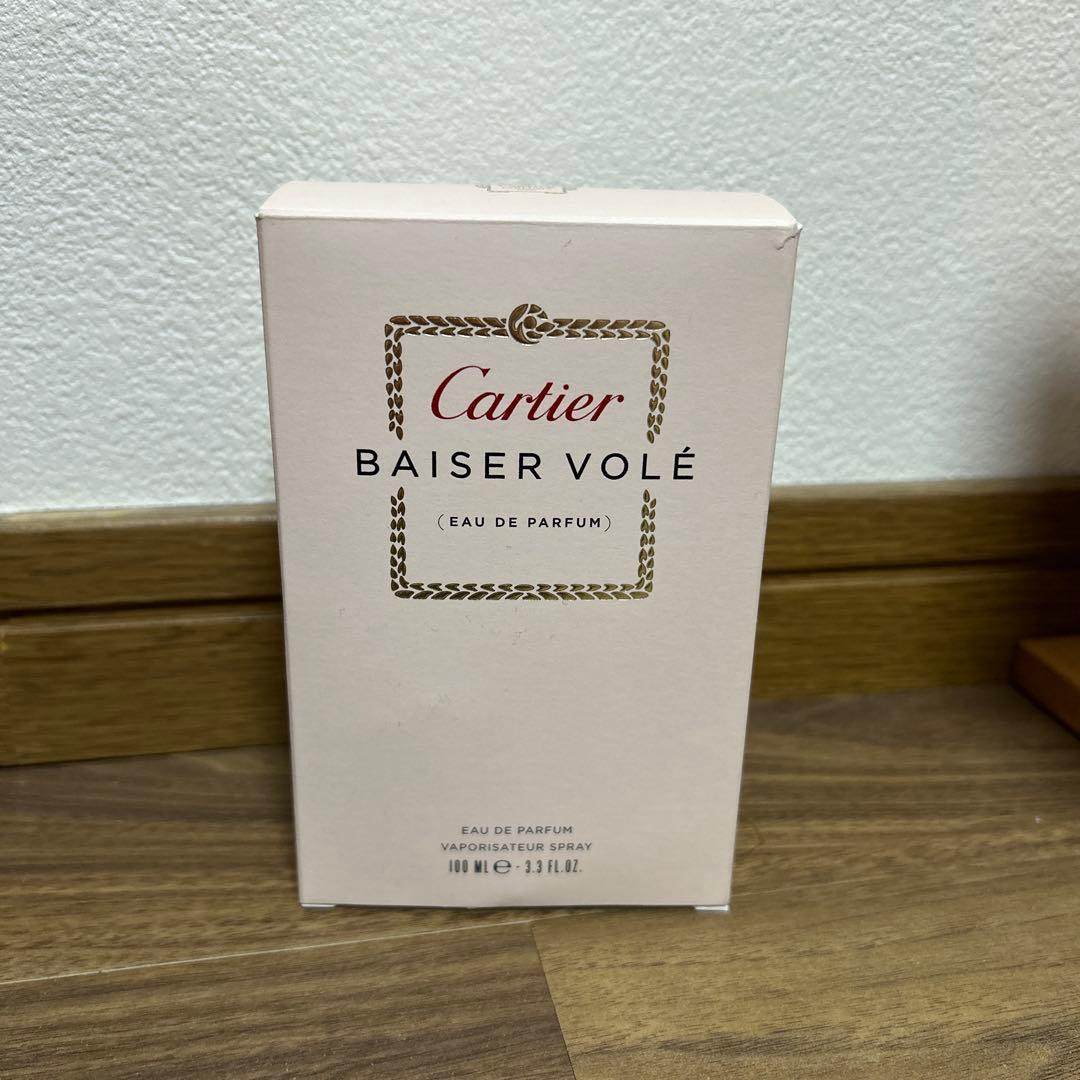 Cartier
BAISER VOLÉ
(EAU DE PARFUM)
EAU DE PARFUM
VAPORISATEUR SPRAY
100 ML ℮ - 3.3 FL.OZ.